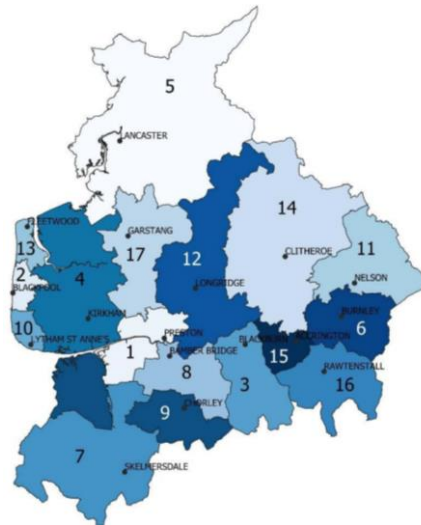 5
LANCASTER
14
FLEETWOOD
GARSTANG
13
17
12
11
CLITHEROE
2
4
BLACKPOOL
LONGRIDGE
NELSON
10
KIRKHAN
BURNLEY
6
LYTHAM ST ANNE'S
PRESTON
1
BAMBER BRIDGE
BLACKBURN
ACCRINGTON
15
8
3
RAWTENSTALL
16
9
CHORLEY
7
SKELMERSDALE